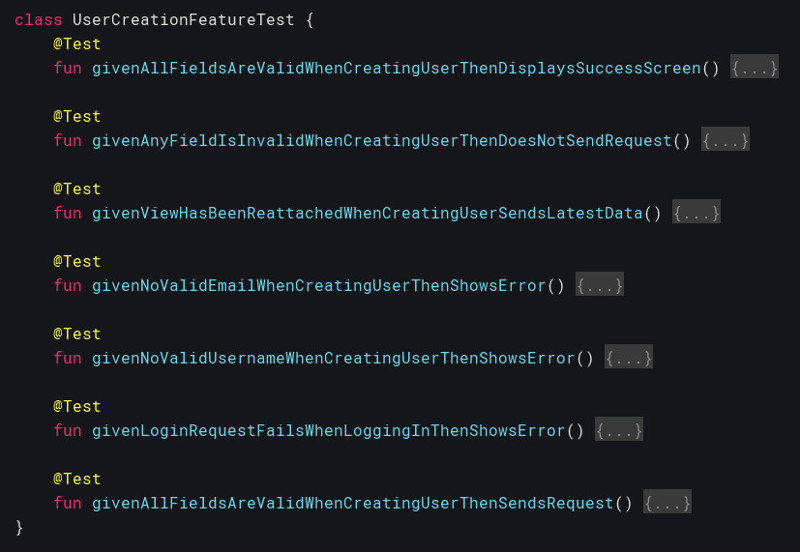 class UserCreationFeatureTest {
@Test
fun givenAllFieldsAreValidWhenCreatingUserThenDisplaysSuccessScreen() {...}
@Test
fun givenAnyFieldIsInvalidWhenCreatingUserThenDoesNotSendRequest() {...}
@Test
fun givenViewHasBeenReattachedWhenCreatingUserSendsLatestData() {...}
@Test
fun givenNoValidEmailWhenCreatingUserThenShowsError() {...}
@Test
fun givenNoValidUsernameWhenCreatingUserThenShowsError() {...}
@Test
fun givenLoginRequestFailsWhenLoggingInThenShowsError() {...}
@Test
fun givenAllFieldsAreValidWhenCreatingUserThenSendsRequest() {...}
}